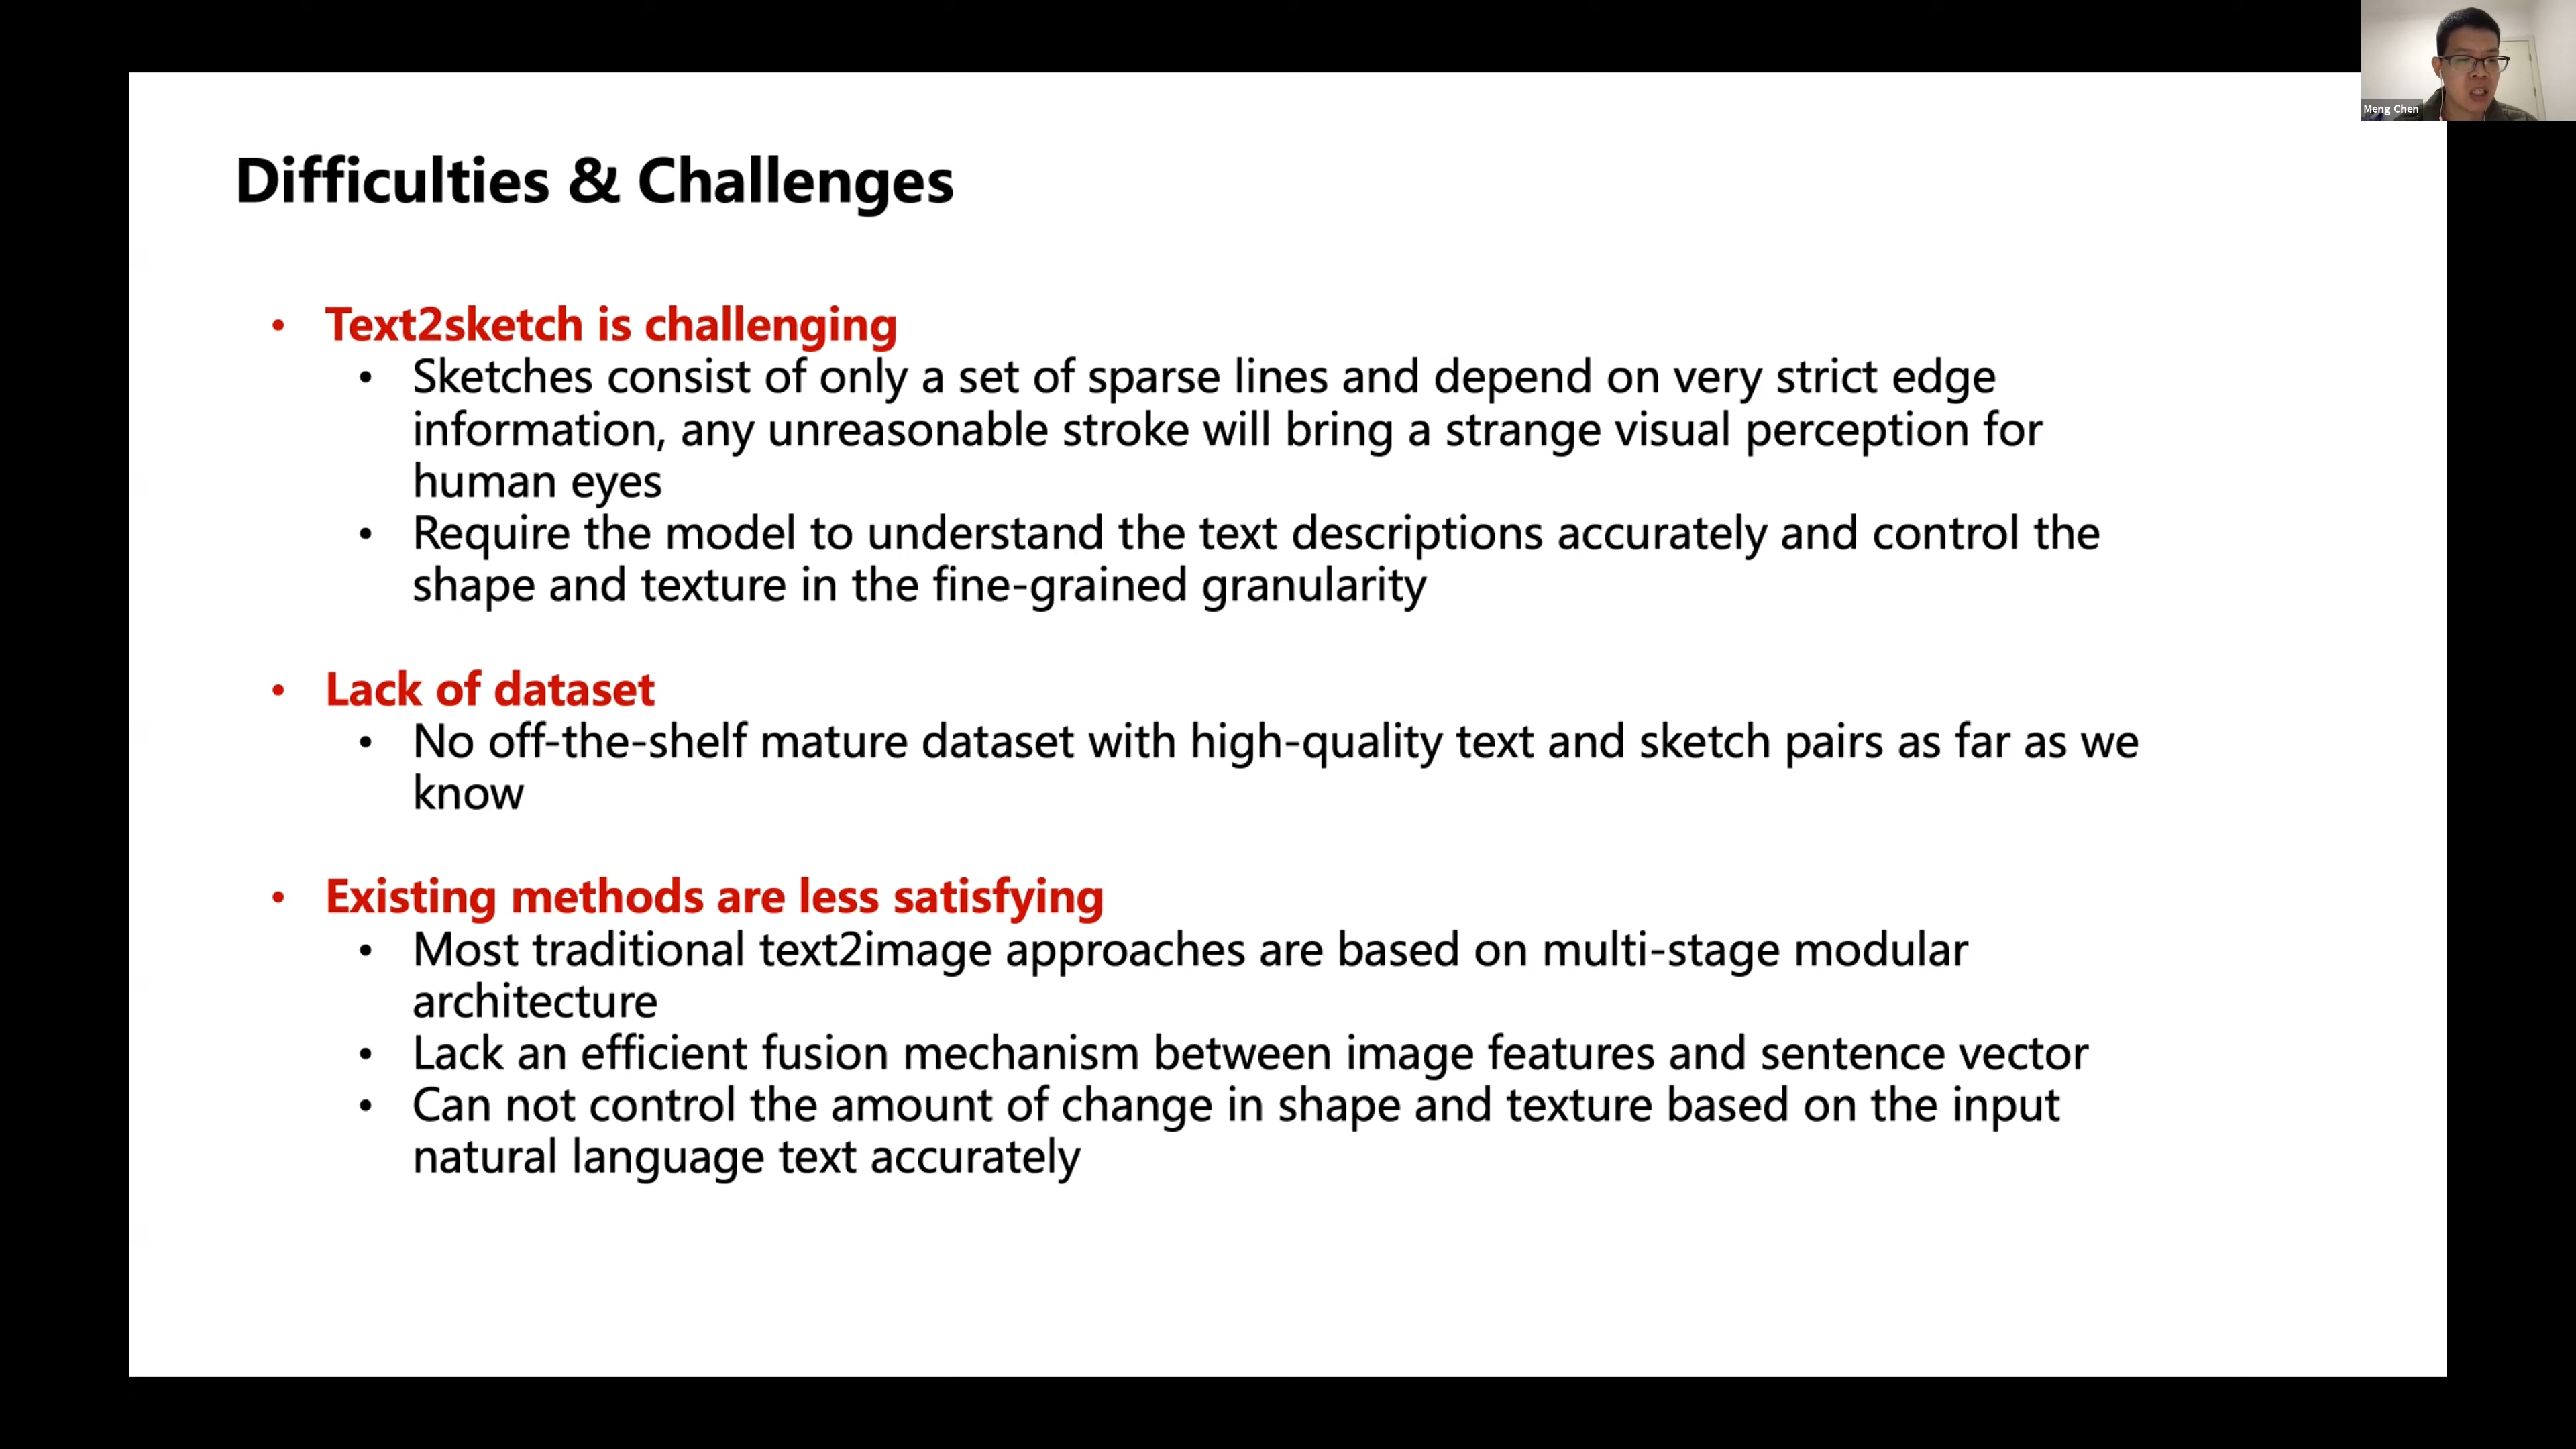 Meng Chen
Difficulties & Challenges
• Text2sketch is challenging
• Sketches consist of only a set of sparse lines and depend on very strict edge
information, any unreasonable stroke will bring a strange visual perception for
human eyes
• Require the model to understand the text descriptions accurately and control the
shape and texture in the fine-grained granularity
• Lack of dataset
• No off-the-shelf mature dataset with high-quality text and sketch pairs as far as we
know
• Existing methods are less satisfying
• Most traditional text2image approaches are based on multi-stage modular
architecture
• Lack an efficient fusion mechanism between image features and sentence vector
• Can not control the amount of change in shape and texture based on the input
natural language text accurately